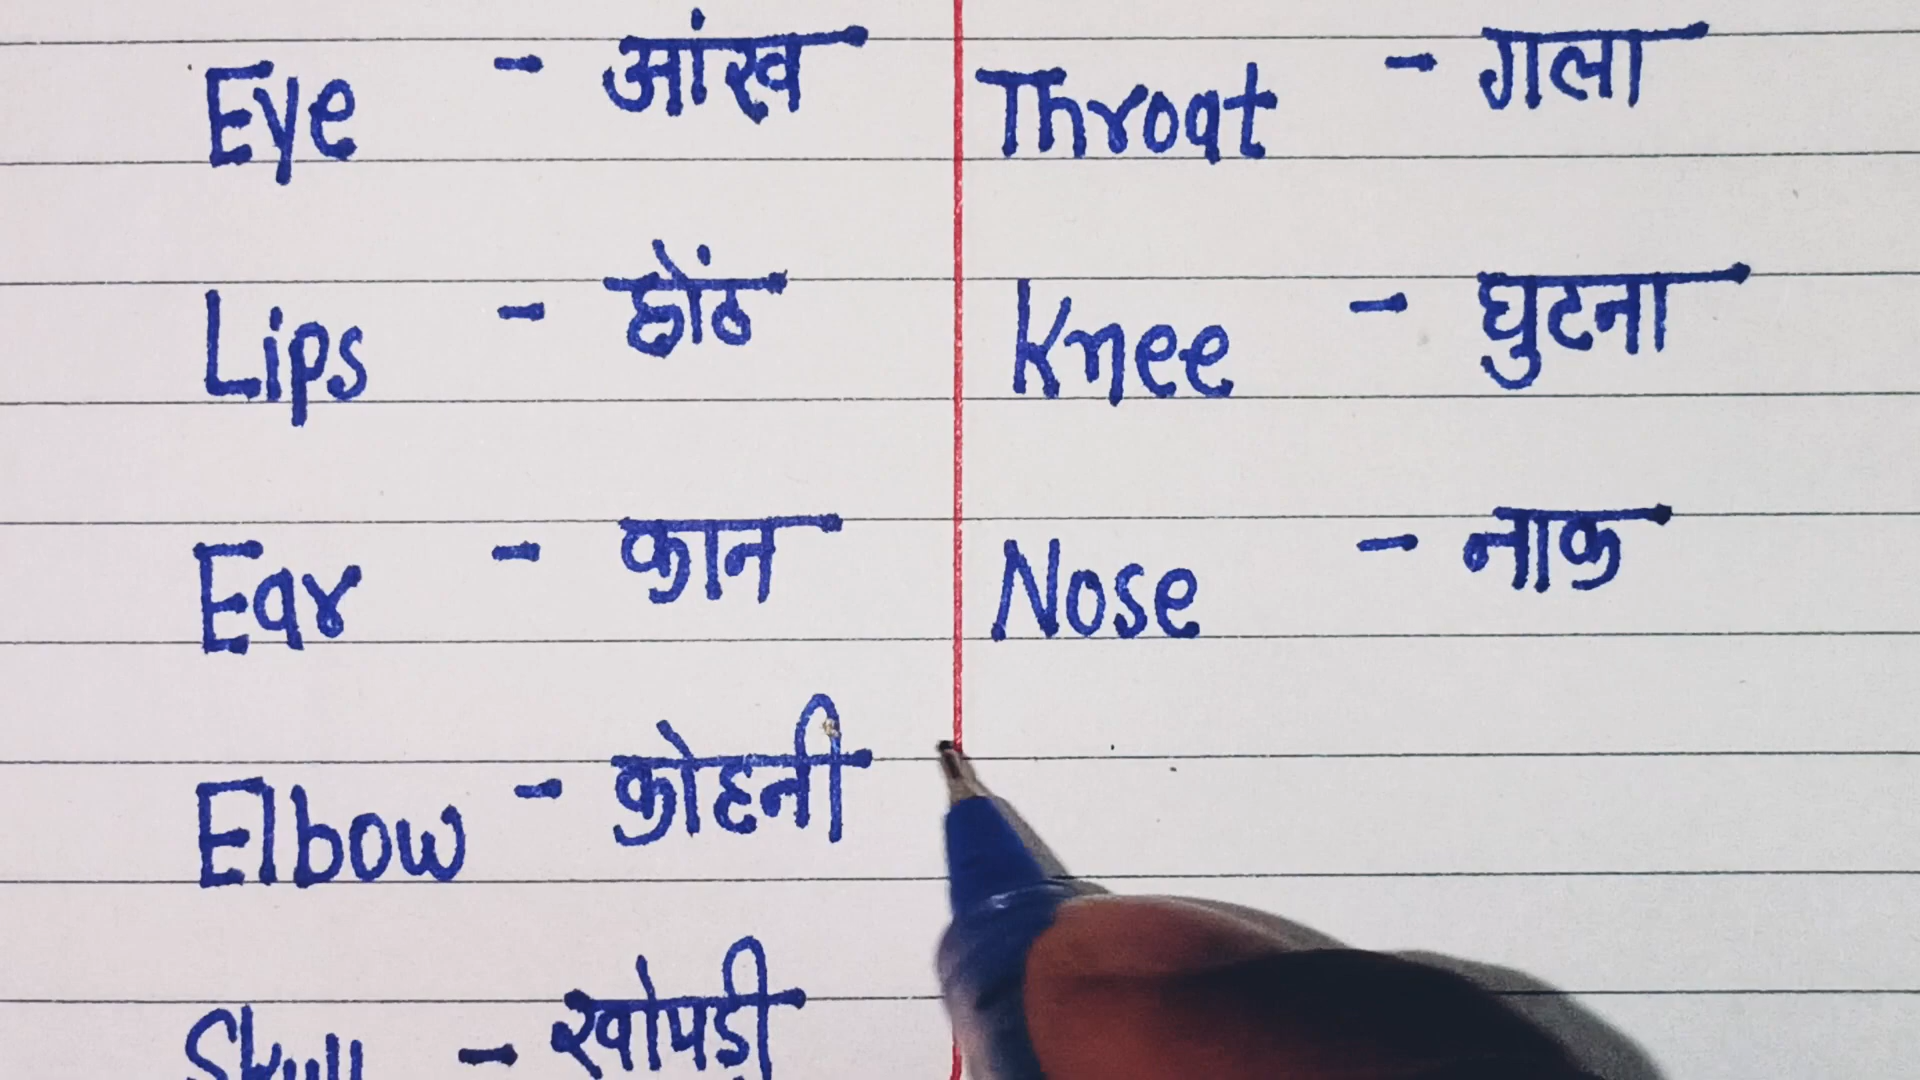 Eye - आंख
Lips - होंठ
Ear - कान
Elbow - कोहनी
Skull - खोपड़ी
Throat - गला
Knee - घुटना
Nose - नाक